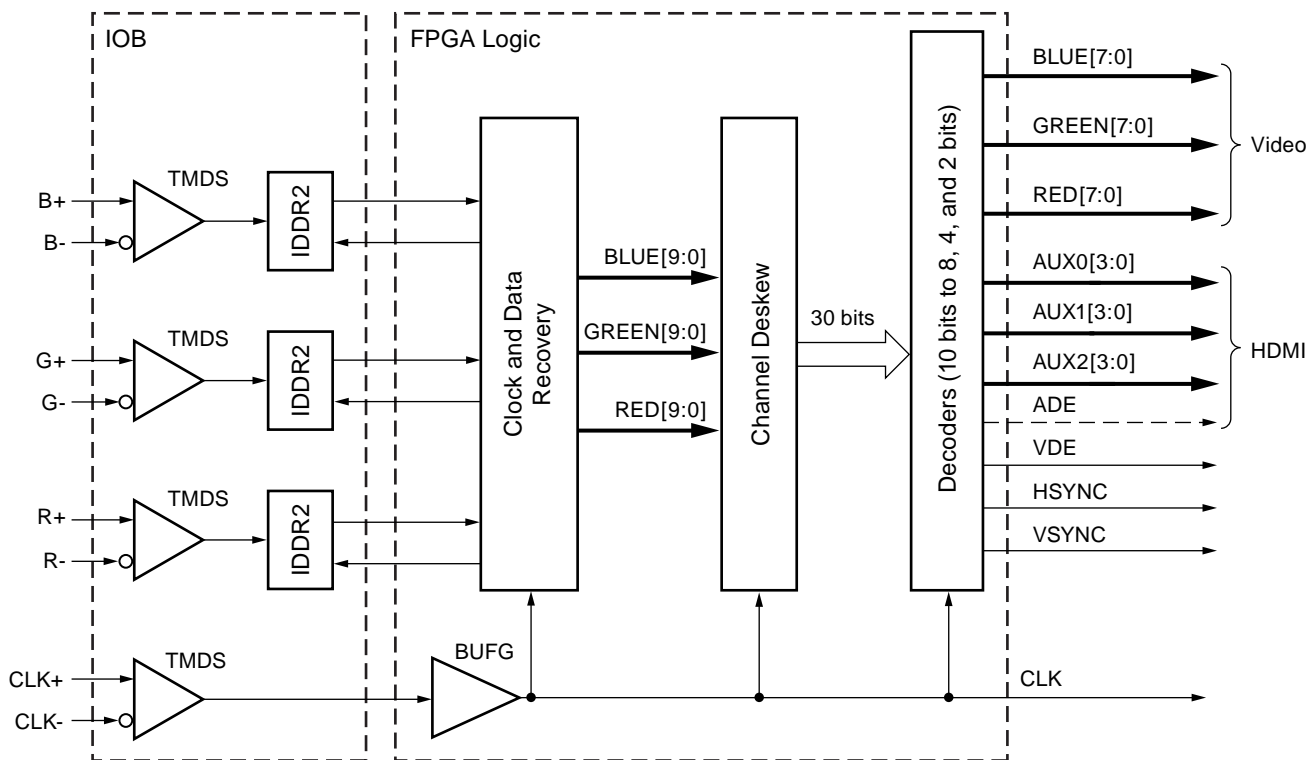 IOB
FPGA Logic
BLUE[7:0]
GREEN[7:0]
RED[7:0]
Video
AUX0[3:0]
AUX1[3:0]
AUX2[3:0]
ADE
HDMI
VDE
HSYNC
VSYNC
B+
B-
TMDS
IDDR2
G+
G-
TMDS
IDDR2
R+
R-
TMDS
IDDR2
CLK+
CLK-
TMDS
BUFG
Clock and Data
Recovery
BLUE[9:0]
GREEN[9:0]
RED[9:0]
Channel Deskew
30 bits
Decoders (10 bits to 8, 4, and 2 bits)
CLK